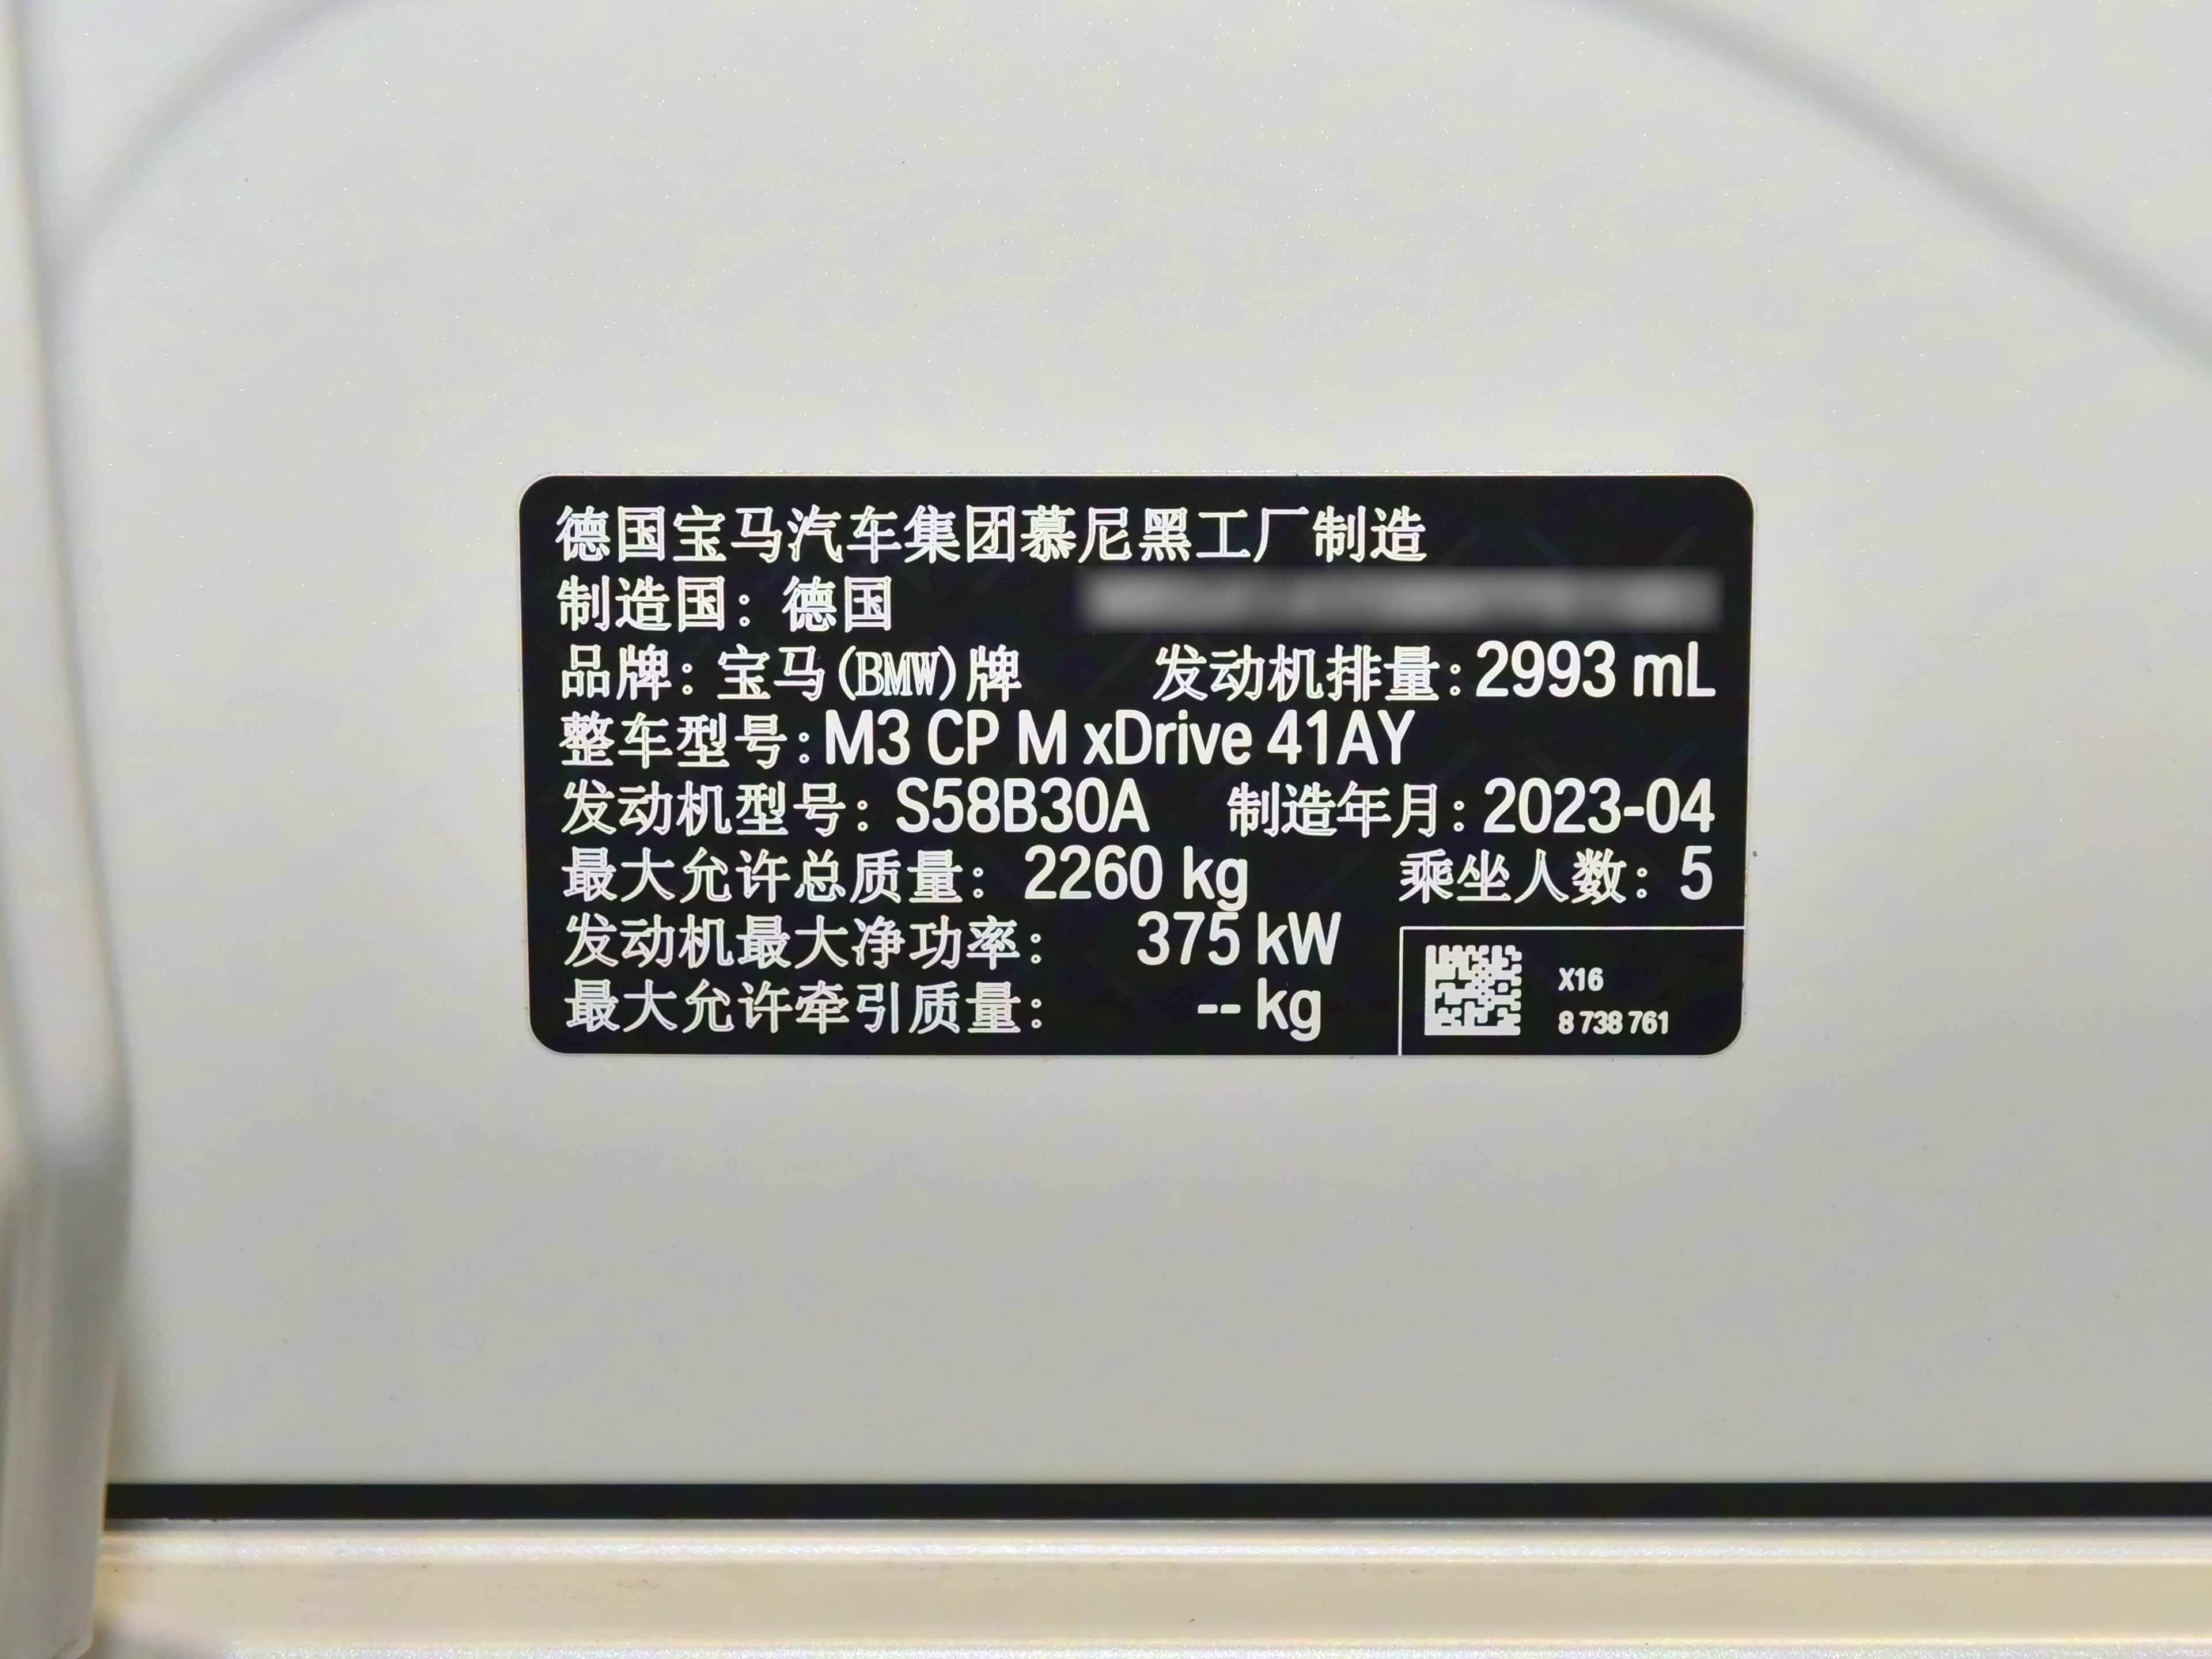 德国宝马汽车集团慕尼黑工厂制造
制造国：德国
品牌：宝马(BMW)牌 发动机排量：2993 mL
整车型号：M3 CP M xDrive 41AY
发动机型号：S58B30A 制造年月：2023-04
最大允许总质量：2260 kg 乘坐人数：5
发动机最大净功率： 375 kW
最大允许牵引质量： -- kg
X16
8 738 761